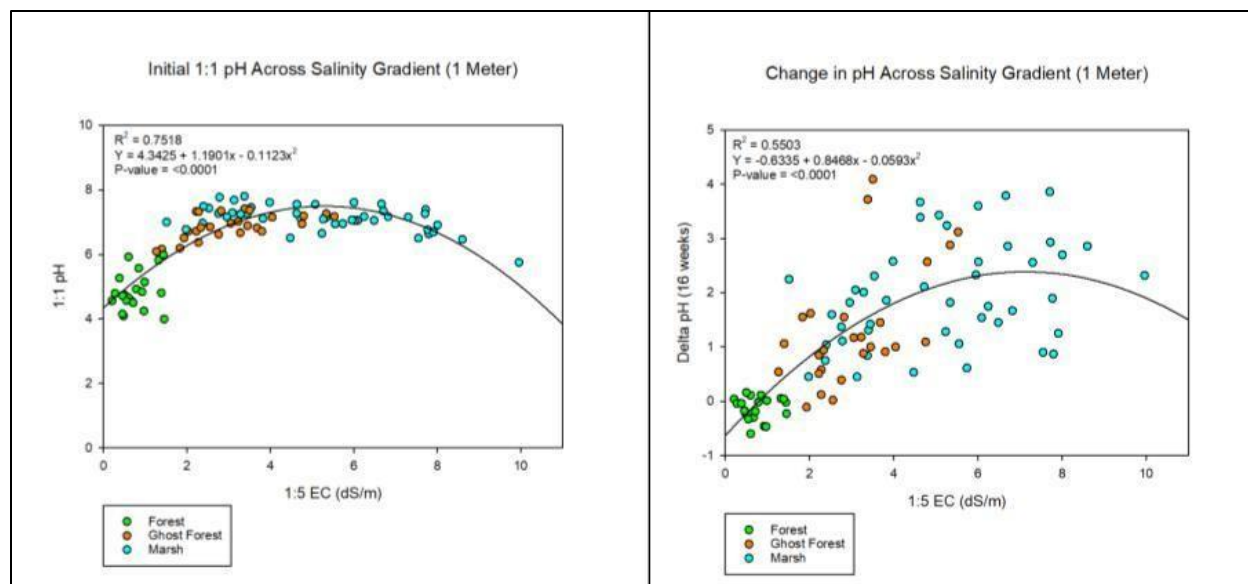 Initial 1:1 pH Across Salinity Gradient (1 Meter)
R² = 0.7518
Y = 4.3425 + 1.1901x - 0.1123x²
P-value = <0.0001
1:1 pH
10
8
6
4
2
0
0 2 4 6 8 10
1:5 EC (dS/m)
Forest
Ghost Forest
Marsh
Change in pH Across Salinity Gradient (1 Meter)
R² = 0.5503
Y = -0.6335 + 0.8468x - 0.0593x²
P-value = <0.0001
Delta pH (16 weeks)
5
4
3
2
1
0
-1
0 2 4 6 8 10
1:5 EC (dS/m)
Forest
Ghost Forest
Marsh